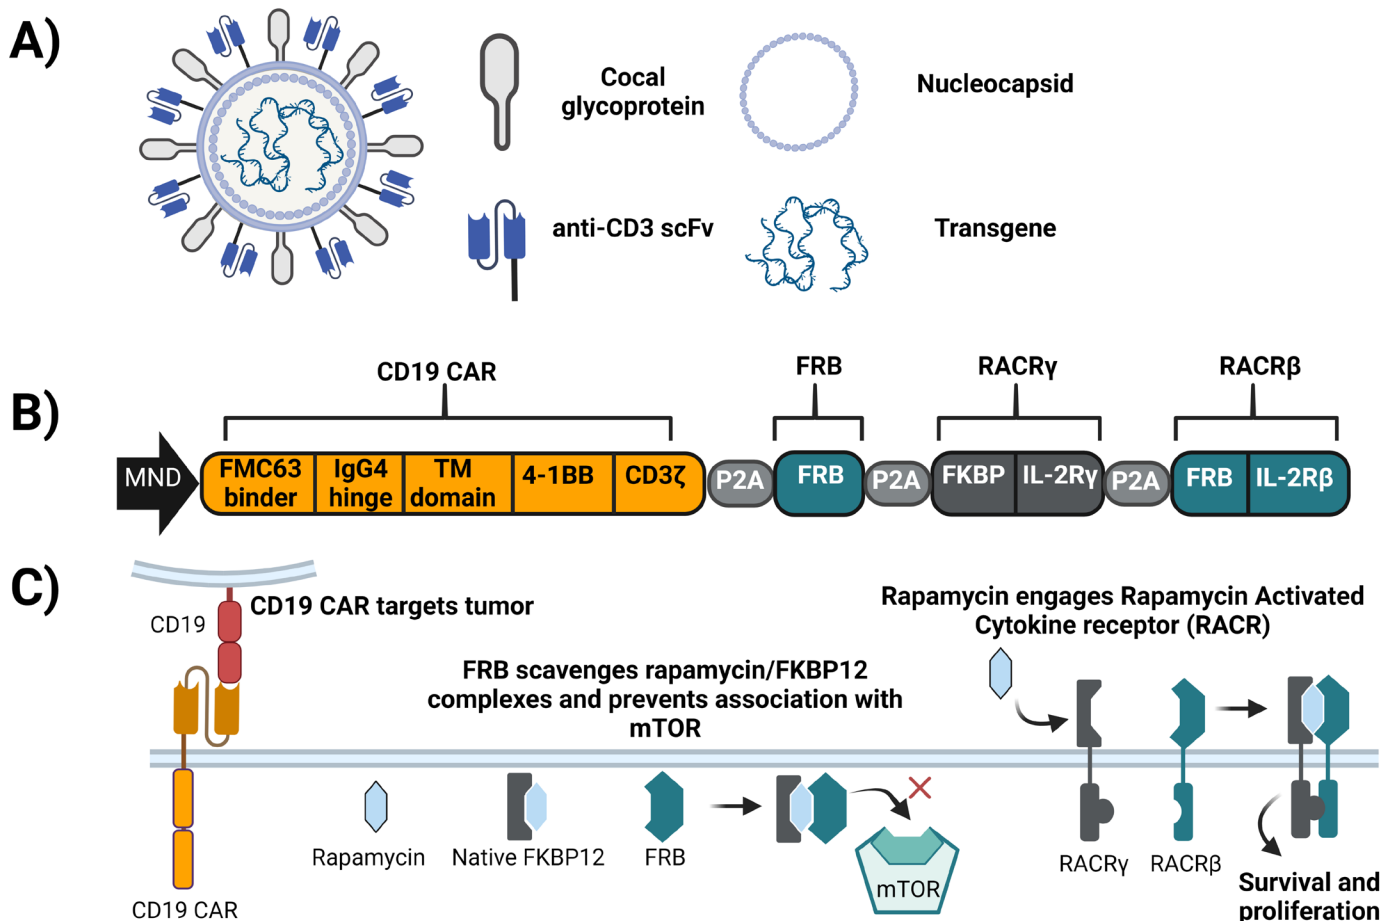 A)
Cocal
glycoprotein
Nucleocapsid
anti-CD3 scFv
Transgene
B)
CD19 CAR
FRB
RACRγ
RACRβ
MND
FMC63
binder
IgG4
hinge
TM
domain
4-1BB
CD3ζ
P2A
FRB
P2A
FKBP
IL-2Rγ
P2A
FRB
IL-2Rβ
C)
CD19 CAR targets tumor
CD19
CD19 CAR
FRB scavenges rapamycin/FKBP12
complexes and prevents association with
mTOR
Rapamycin
Native FKBP12
FRB
mTOR
Rapamycin engages Rapamycin Activated
Cytokine receptor (RACR)
RACRγ
RACRβ
Survival and
proliferation